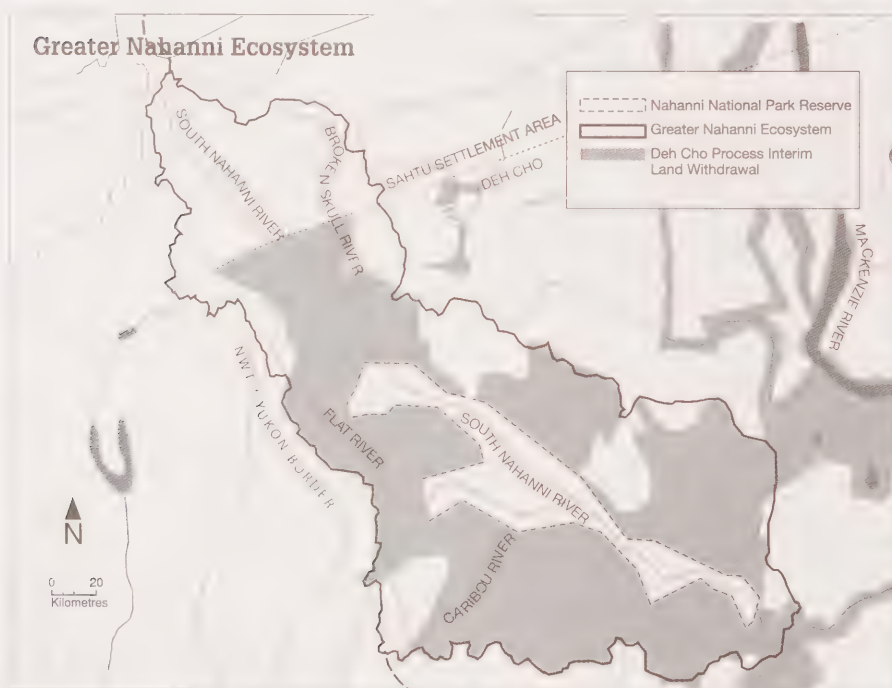 Greater Nahanni Ecosystem
Nahanni National Park Reserve
Greater Nahanni Ecosystem
Deh Cho Process Interim
Land Withdrawal
SOUTH NAHANNI RIVER
BROKEN SKULL RIVER
SAHTU SETTLEMENT AREA
DEH CHO
MACKENZIE RIVER
NWT / YUKON BORDER
FLAT RIVER
SOUTH NAHANNI RIVER
CARIBOU RIVER
N
0 20
Kilometres